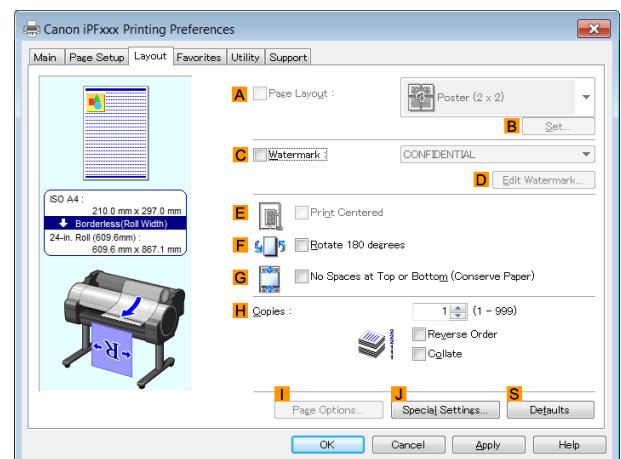 Canon iPFxxx Printing Preferences
Main Page Setup Layout Favorites Utility Support
A Page Layout : Poster (2 x 2)
B Set...
C Watermark : CONFIDENTIAL
D Edit Watermark...
ISO A4 :
210.0 mm x 297.0 mm
Borderless(Roll Width)
24-in. Roll (609.6mm) :
609.6 mm x 867.1 mm
E Print Centered
F Rotate 180 degrees
G No Spaces at Top or Bottom (Conserve Paper)
H Copies : 1 (1 - 999)
Reverse Order
Collate
R
I J S
Page Options... Special Settings... Defaults
OK Cancel Apply Help